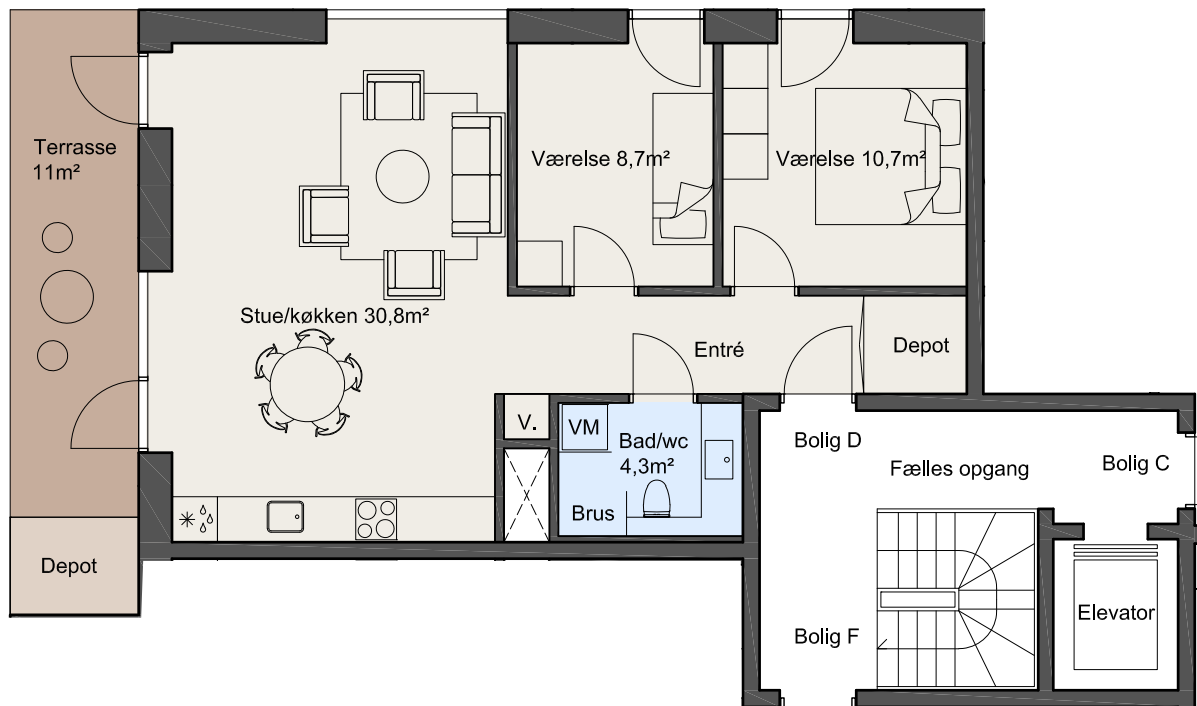 Terrasse
11m²
Værelse 8,7m²
Værelse 10,7m²
Stue/køkken 30,8m²
Entré
Depot
V.
VM
Bad/wc
4,3m²
Brus
Bolig D
Fælles opgang
Bolig C
Depot
Elevator
Bolig F